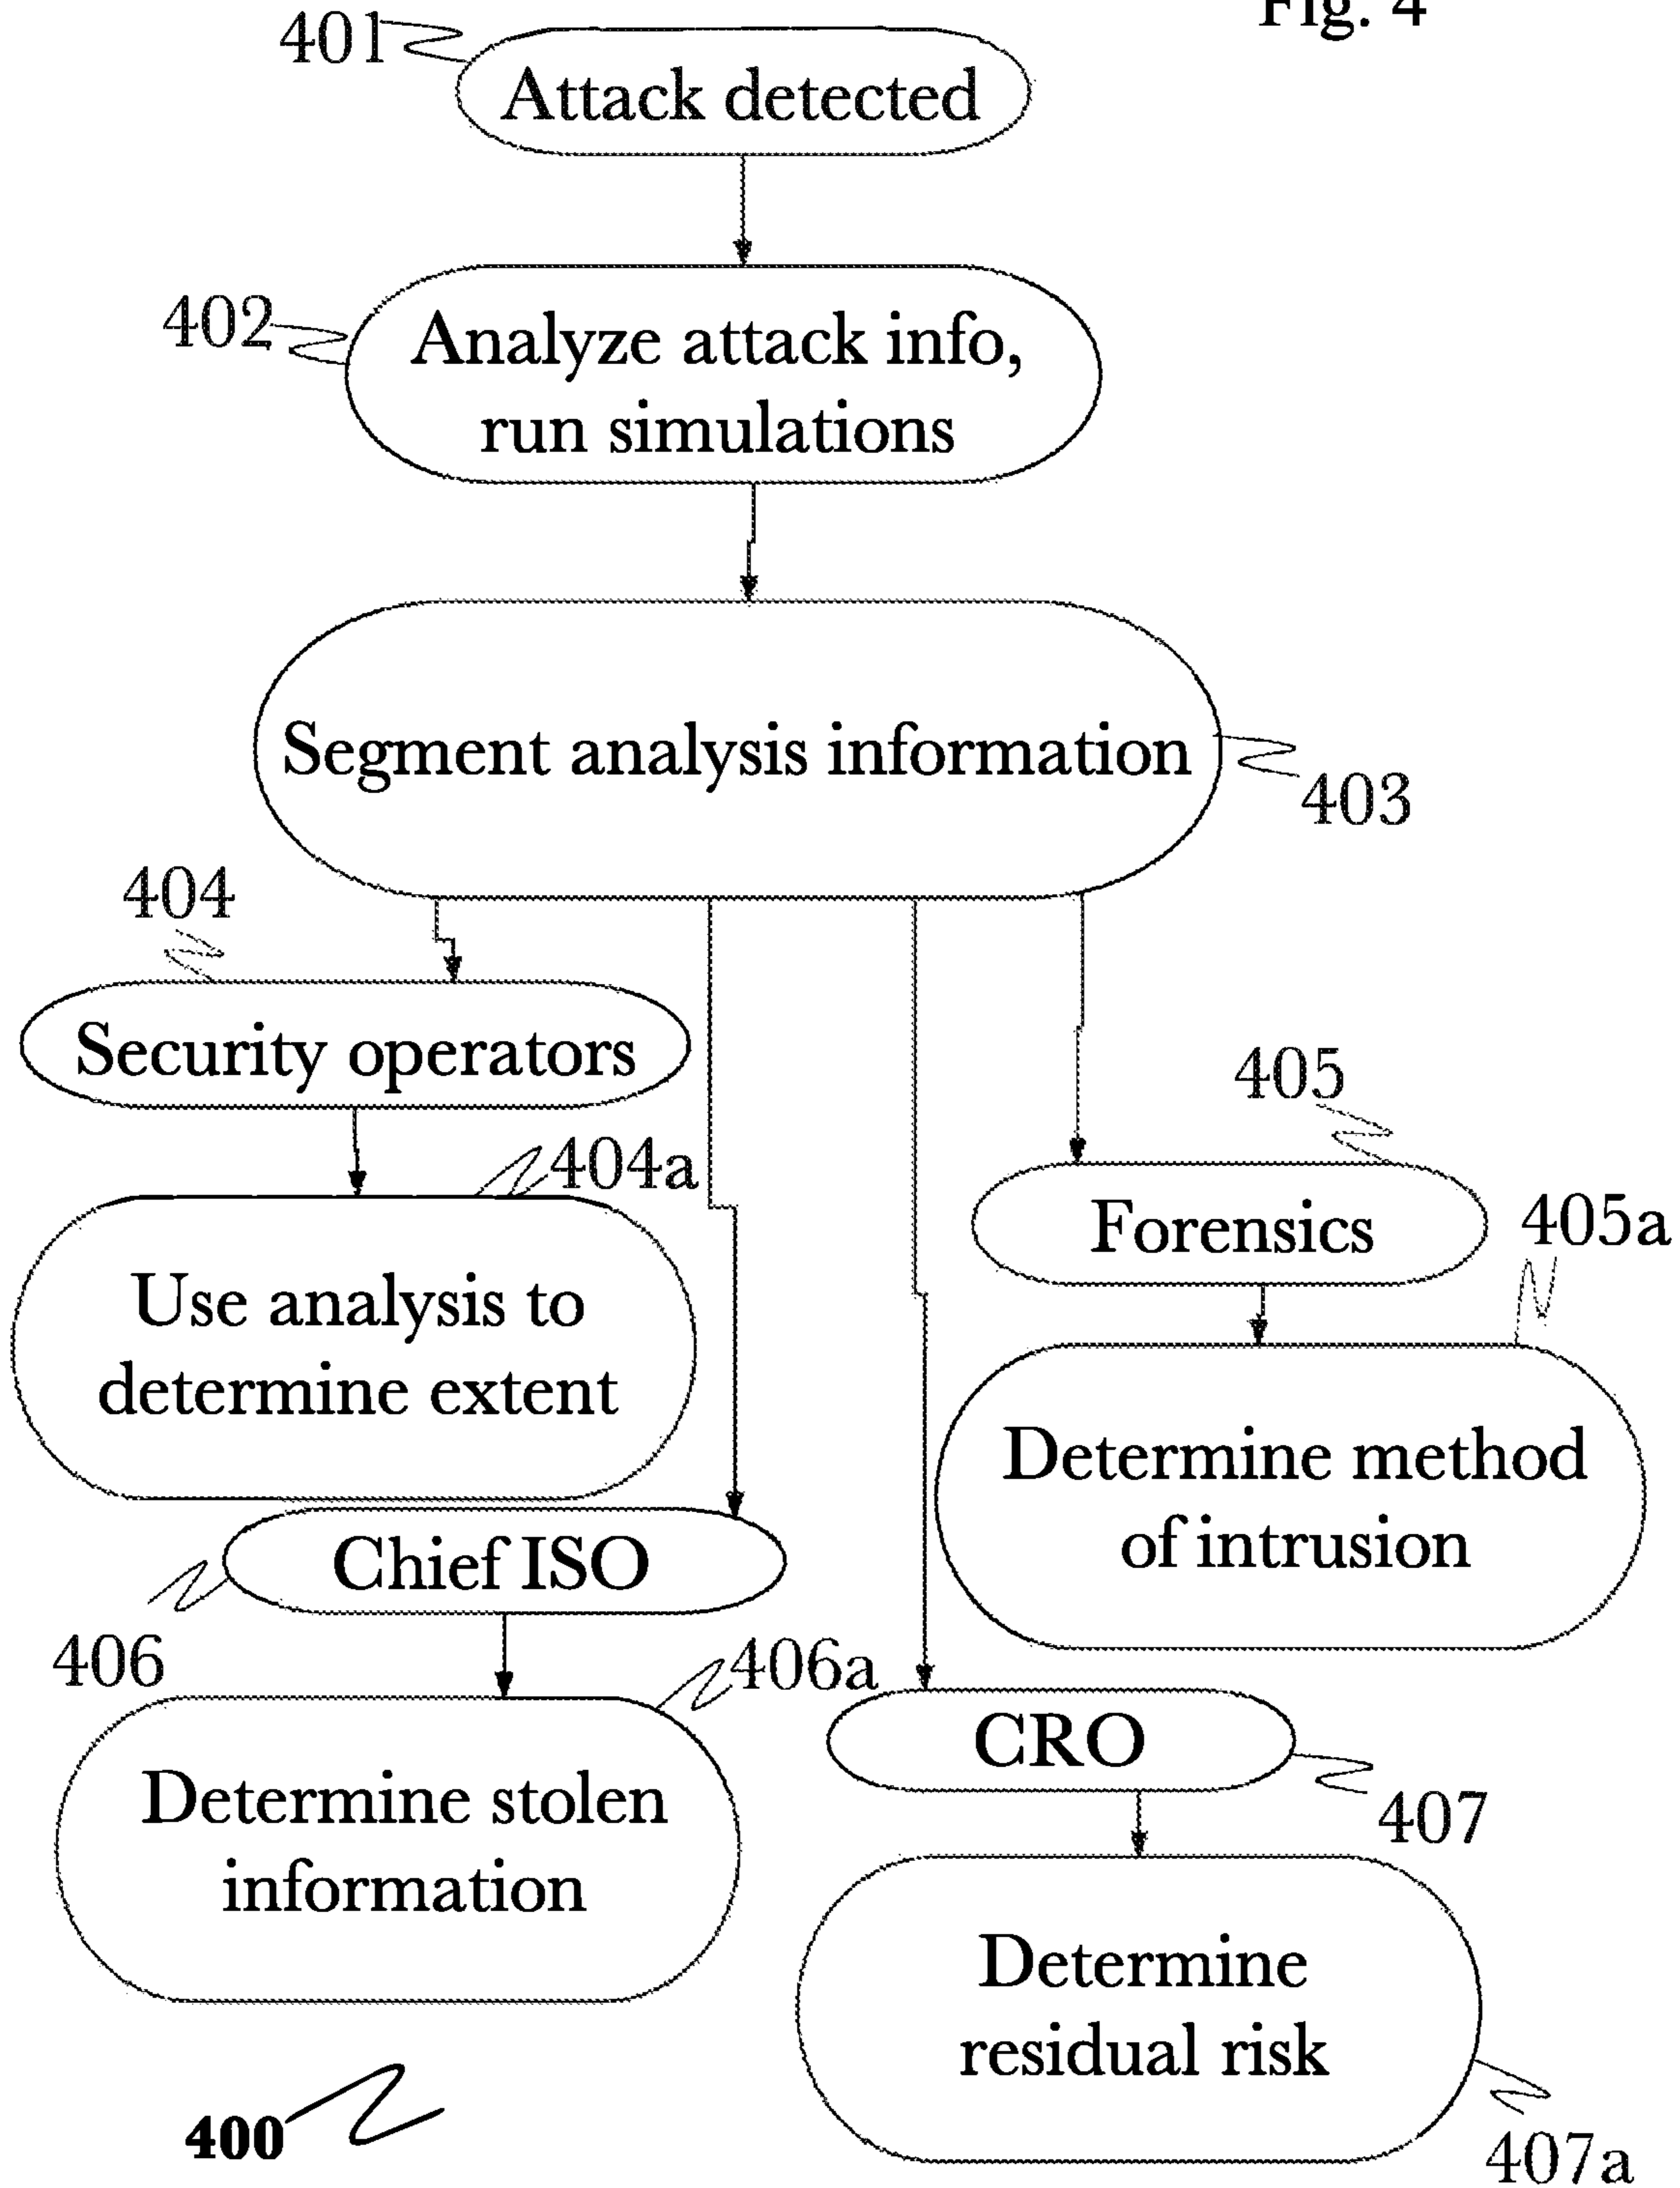 Fig. 4
401
Attack detected
402
Analyze attack info,
run simulations
Segment analysis information
403
404
Security operators
404a
Use analysis to
determine extent
405
Forensics
405a
Determine method
of intrusion
Chief ISO
406
406a
Determine stolen
information
CRO
407
Determine
residual risk
407a
400